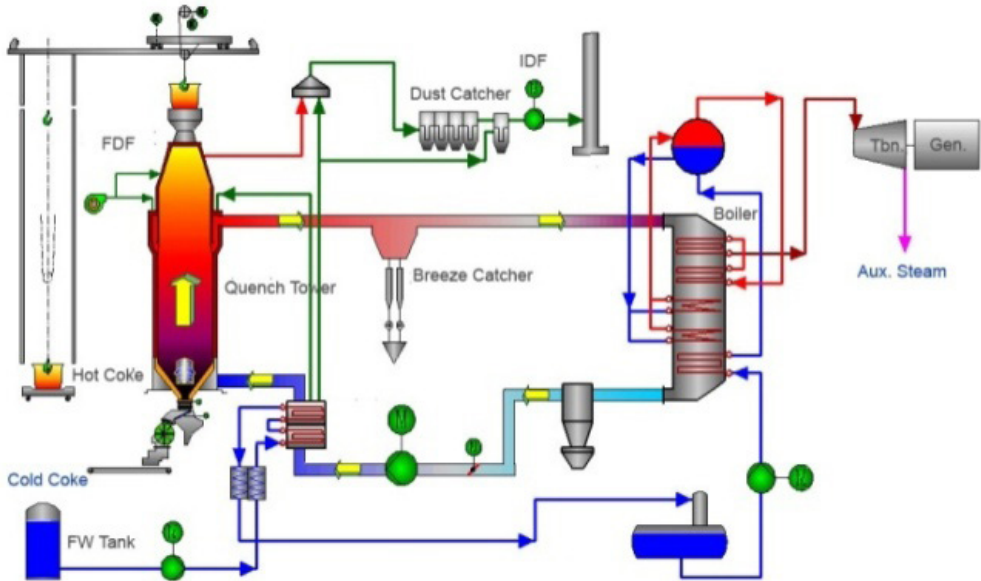 IDF
Dust Catcher
FDF
Tbn.
Gen.
Boiler
Aux. Steam
Quench Tower
Breeze Catcher
Hot Coke
Cold Coke
FW Tank